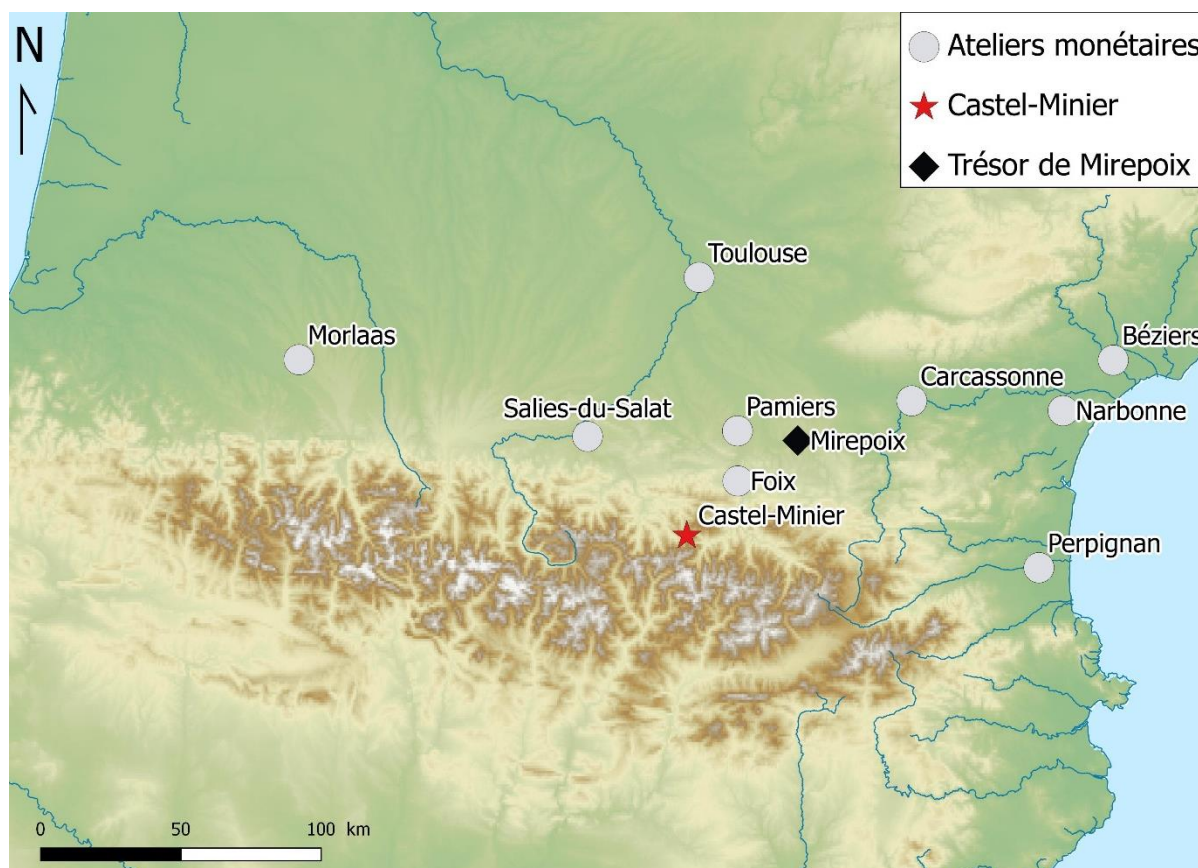 N
Ateliers monétaires
Castel-Minier
Trésor de Mirepoix
Toulouse
Morlaas
Béziers
Carcassonne
Salies-du-Salat
Pamiers
Narbonne
Mirepoix
Foix
Castel-Minier
Perpignan
0 50 100 km